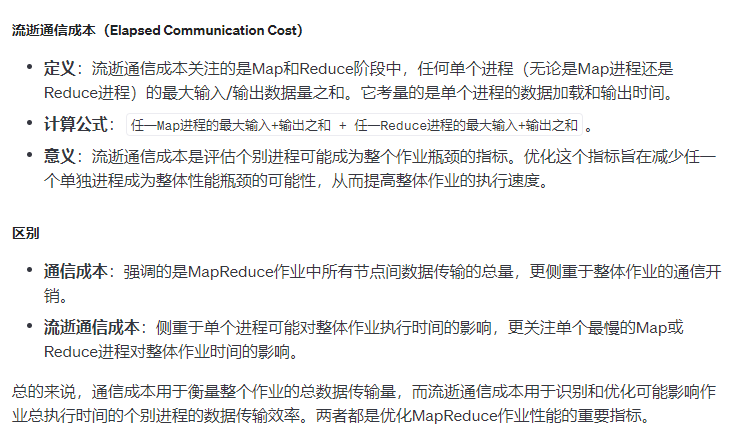 流逝通信成本（Elapsed Communication Cost）
• 定义：流逝通信成本关注的是Map和Reduce阶段中，任何单个进程（无论是Map进程还是
Reduce进程）的最大输入/输出数据量之和。它考量的是单个进程的数据加载和输出时间。
• 计算公式： 任一Map进程的最大输入+输出之和 + 任一Reduce进程的最大输入+输出之和 。
• 意义：流逝通信成本是评估个别进程可能成为整个作业瓶颈的指标。优化这个指标旨在减少任一
个单独进程成为整体性能瓶颈的可能性，从而提高整体作业的执行速度。
区别
• 通信成本：强调的是MapReduce作业中所有节点间数据传输的总量，更侧重于整体作业的通信开
销。
• 流逝通信成本：侧重于单个进程可能对整体作业执行时间的影响，更关注单个最慢的Map或
Reduce进程对整体作业时间的影响。
总的来说，通信成本用于衡量整个作业的总数据传输量，而流逝通信成本用于识别和优化可能影响作
业总执行时间的个别进程的数据传输效率。两者都是优化MapReduce作业性能的重要指标。